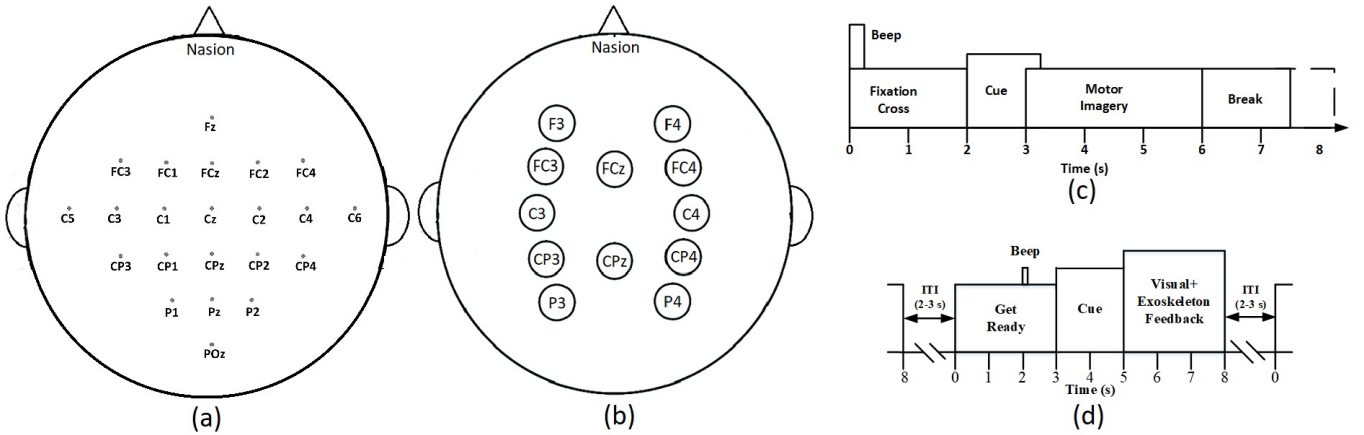 Nasion
Fz
FC3 FC1 FCz FC2 FC4
C5 C3 C1 Cz C2 C4 C6
CP3 CP1 CPz CP2 CP4
P1 Pz P2
POz
(a)
Nasion
F3 F4
FC3 FCz FC4
C3 C4
CP3 CPz CP4
P3 P4
(b)
Beep
Fixation
Cross
Cue
Motor
Imagery
Break
0 1 2 3 4 5 6 7 8
Time (s)
(c)
ITI
(2-3 s)
Beep
Get
Ready
Cue
Visual+
Exoskeleton
Feedback
ITI
(2-3 s)
8 0 1 2 3 4 5 6 7 8 0
Time (s)
(d)